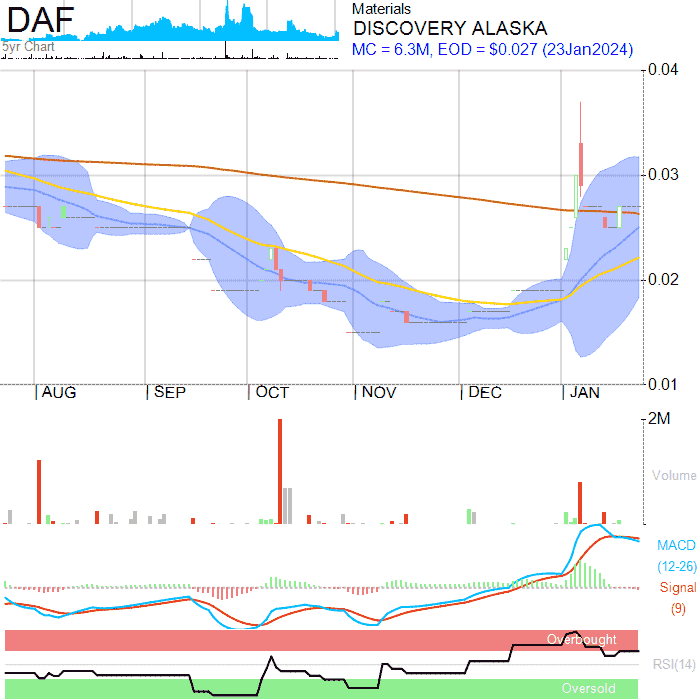 DAF
5yr Chart
Materials
DISCOVERY ALASKA
MC = 6.3M, EOD = $0.027 (23Jan2024)
0.04
0.03
0.02
0.01
AUG SEP OCT NOV DEC JAN
2M
Volume
MACD
(12-26)
Signal
(9)
Overbought
RSI(14)
Oversold